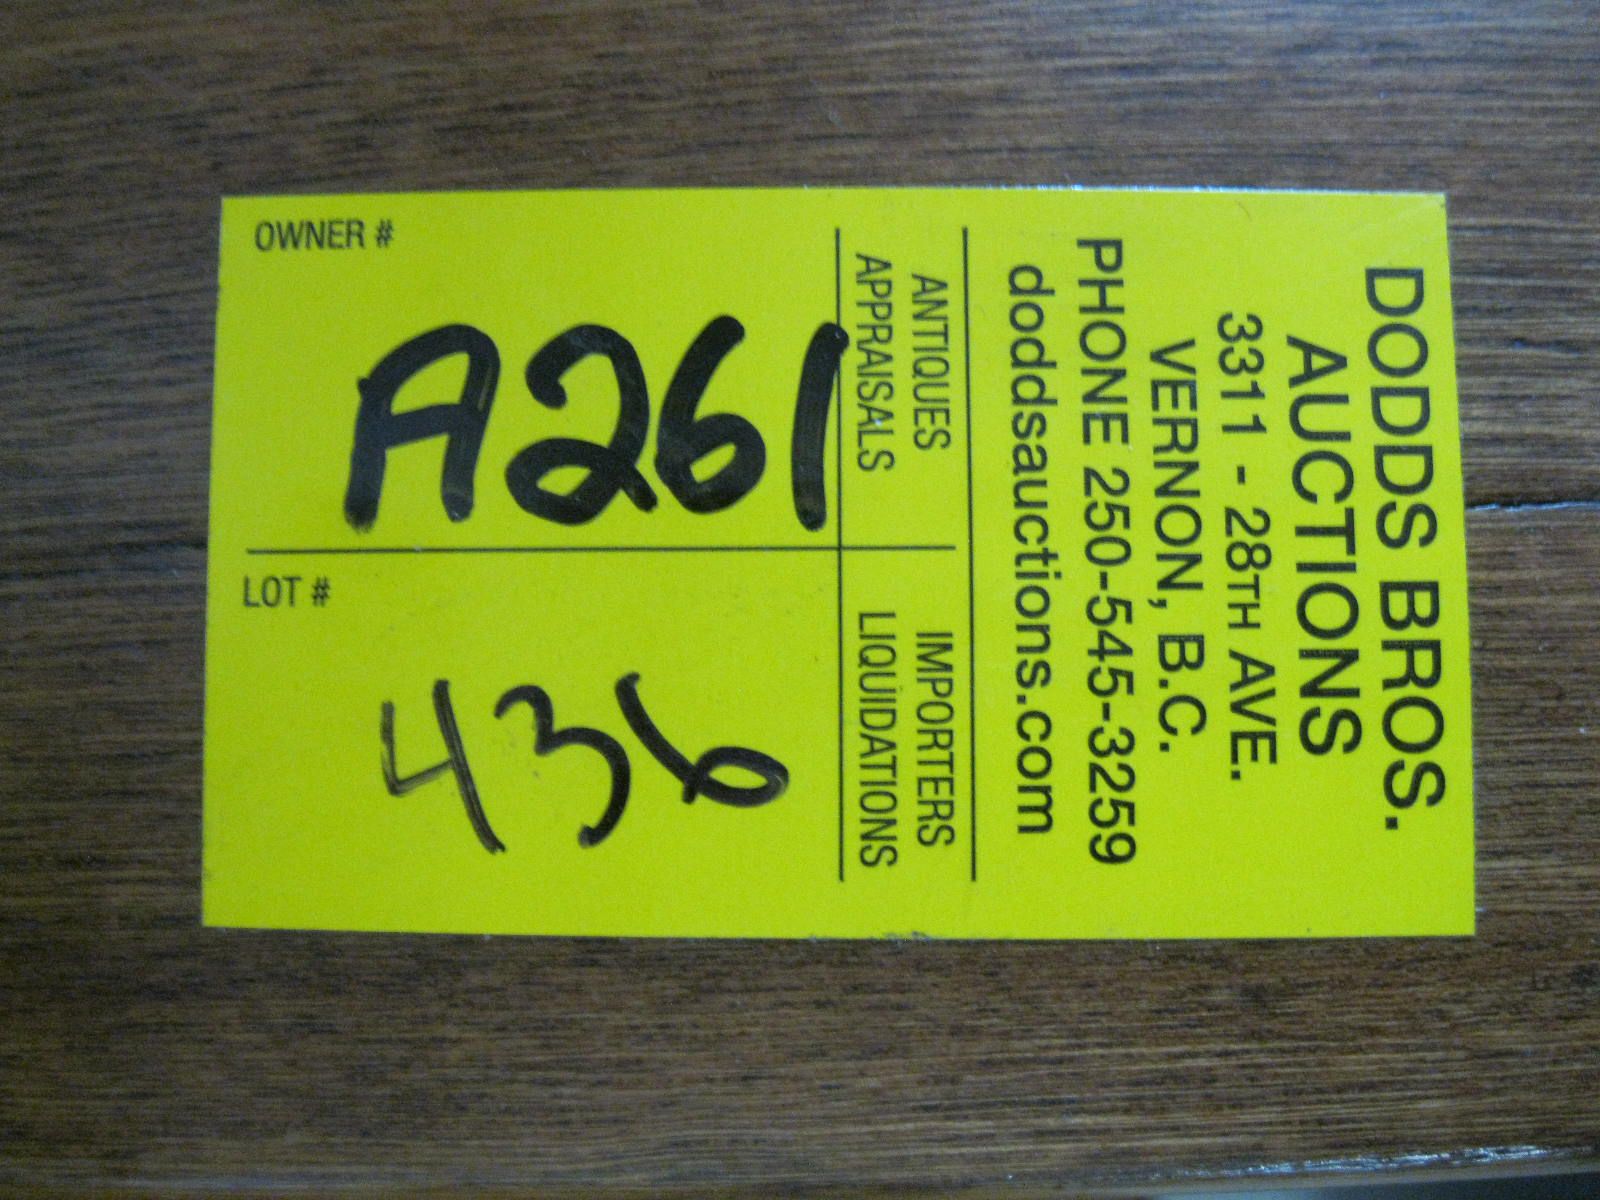 DODDS BROS.
AUCTIONS
3311 - 28TH AVE.
VERNON, B.C.
PHONE 250-545-3259
doddsauctions.com
ANTIQUES
APPRAISALS
IMPORTERS
LIQUIDATIONS
OWNER #
A261
LOT #
436